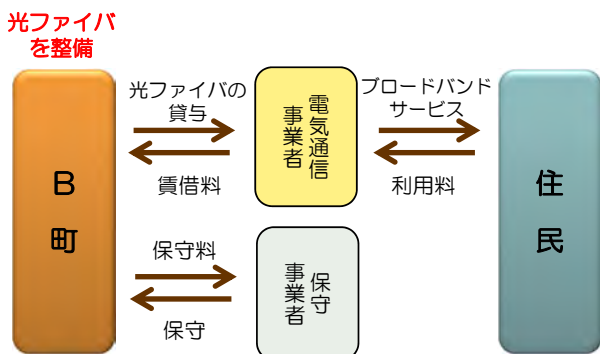 光ファイバ
を整備
B
町
光ファイバの
貸与
賃借料
電気通信
事業者
ブロードバンド
サービス
利用料
住
民
保守料
保守
保守
事業者